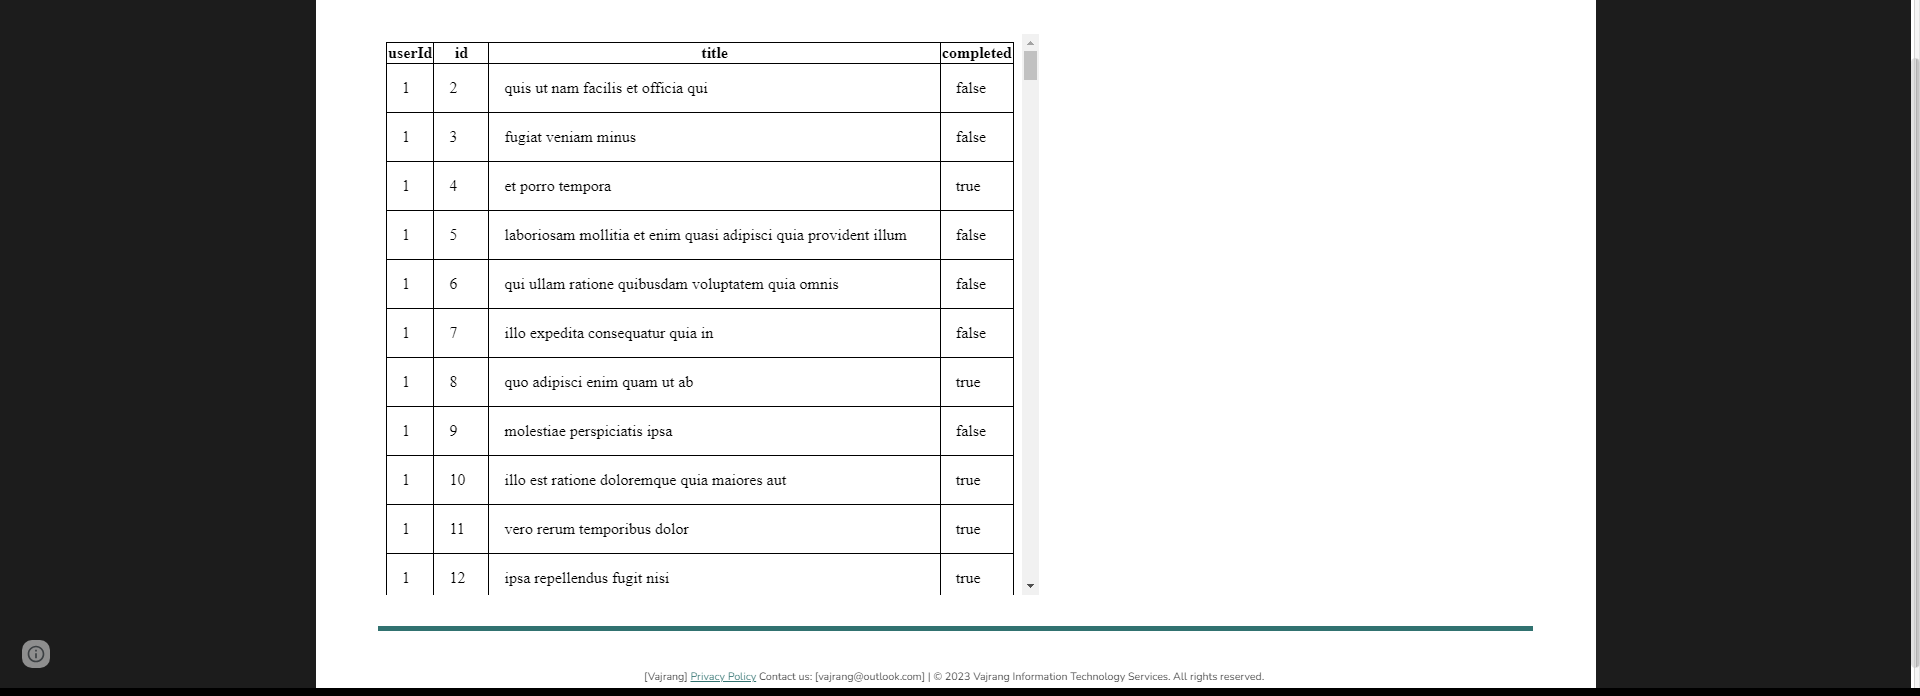 userId id title completed
1 2 quis ut nam facilis et officia qui false
1 3 fugiat veniam minus false
1 4 et porro tempora true
1 5 laboriosam mollitia et enim quasi adipisci quia provident illum false
1 6 qui ullam ratione quibusdam voluptatem quia omnis false
1 7 illo expedita consequatur quia in false
1 8 quo adipisci enim quam ut ab true
1 9 molestiae perspiciatis ipsa false
1 10 illo est ratione doloremque quia maiores aut true
1 11 vero rerum temporibus dolor true
1 12 ipsa repellendus fugit nisi true
[Vajrang] Privacy Policy Contact us: [vajrang@outlook.com] | © 2023 Vajrang Information Technology Services. All rights reserved.